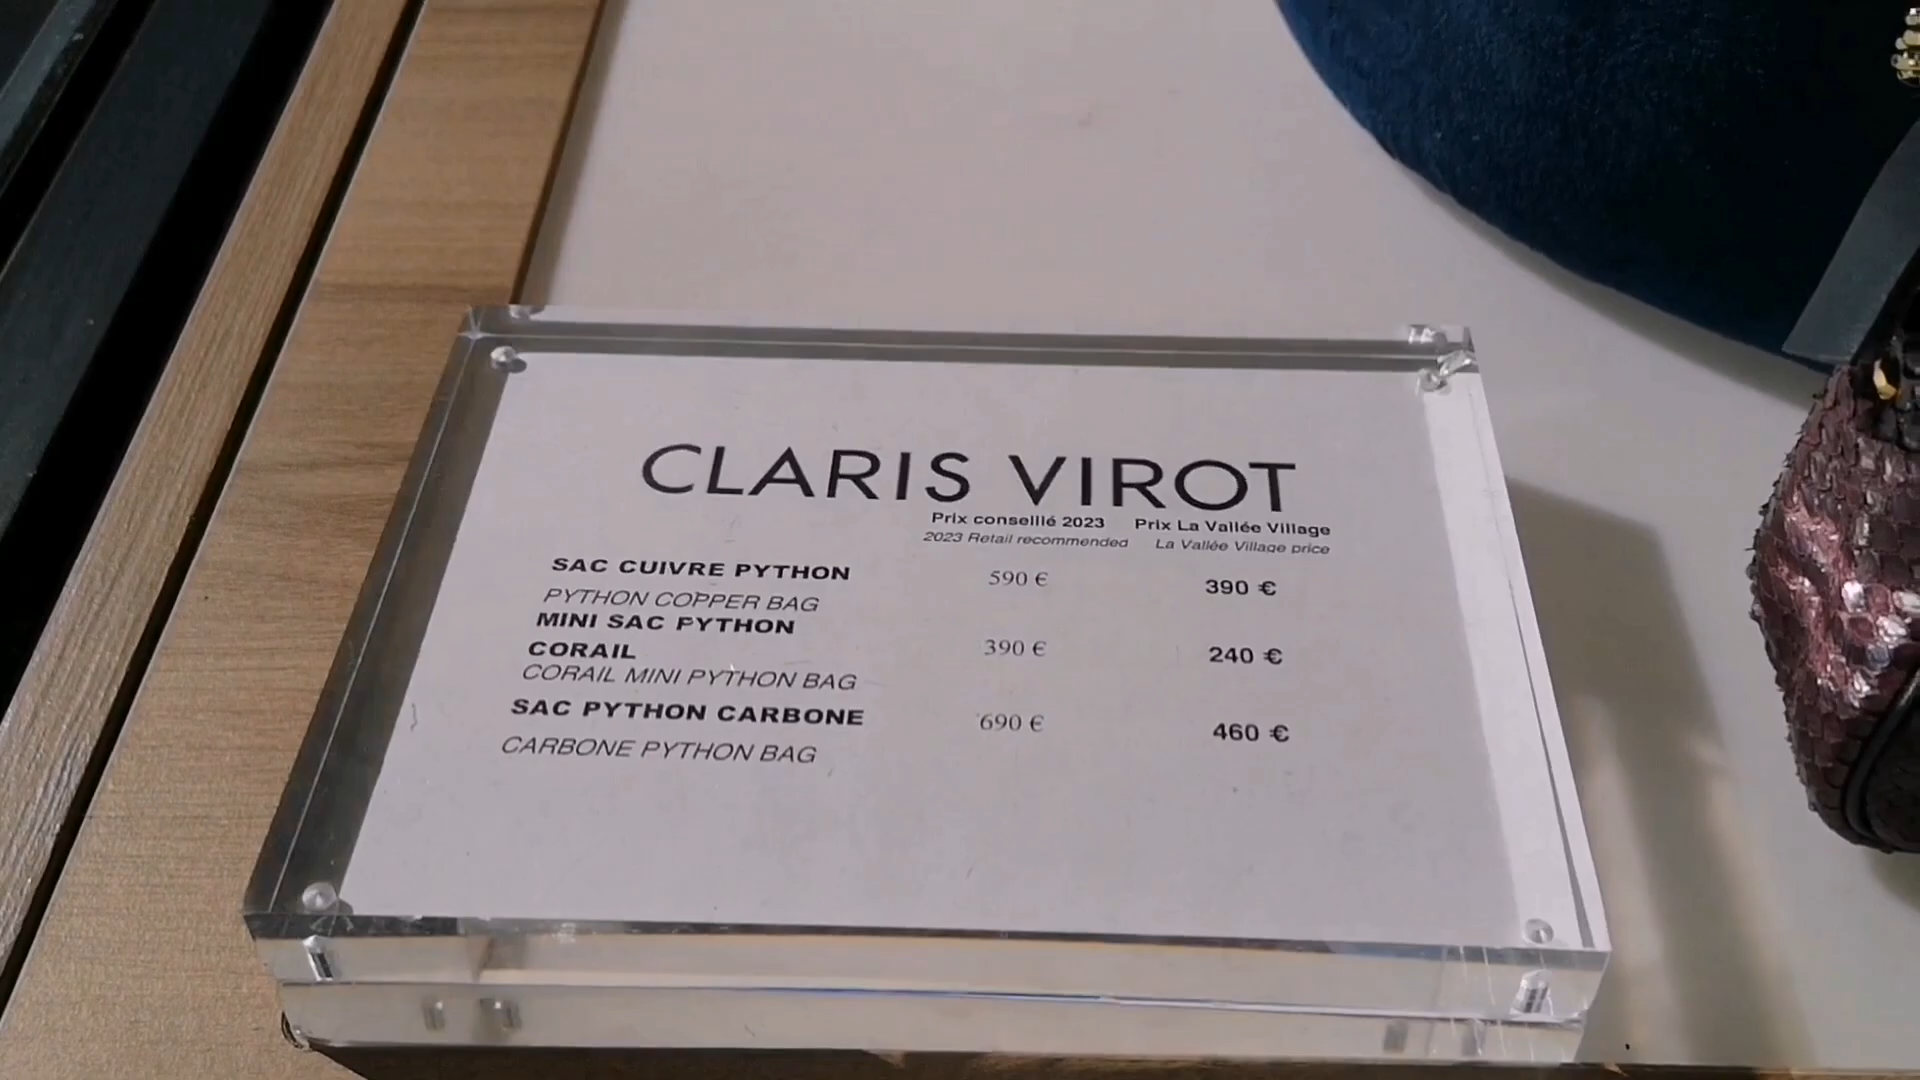 CLARIS VIROT
Prix conseillé 2023 Prix La Vallée Village
2023 Retail recommended La Vallée Village price
SAC CUIVRE PYTHON 590 € 390 €
PYTHON COPPER BAG
MINI SAC PYTHON
CORAIL 390 € 240 €
CORAIL MINI PYTHON BAG
SAC PYTHON CARBONE 690 € 460 €
CARBONE PYTHON BAG